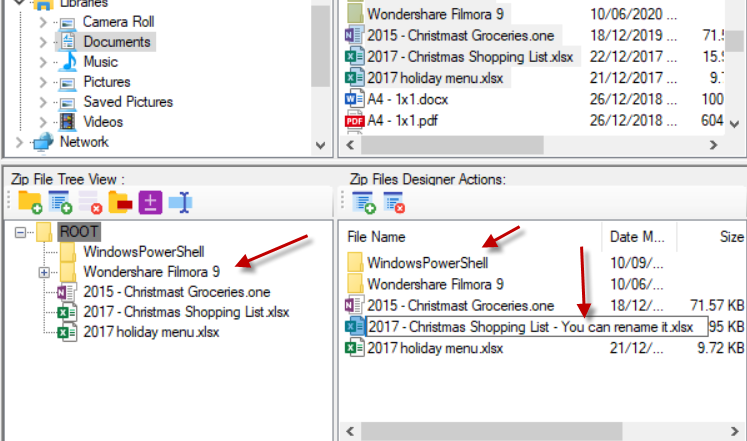 Libraries
Camera Roll
Documents
Music
Pictures
Saved Pictures
Videos
Network
Wondershare Filmora 9 10/06/2020 ...
2015 - Christmast Groceries.one 18/12/2019 ... 71.
2017 - Christmas Shopping List.xlsx 22/12/2017 ... 15.
2017 holiday menu.xlsx 21/12/2017 ... 9.
A4 - 1x1.docx 26/12/2018 ... 100
PDF A4 - 1x1.pdf 26/12/2018 ... 604
Zip File Tree View :
ROOT
WindowsPowerShell
Wondershare Filmora 9
2015 - Christmast Groceries.one
2017 - Christmas Shopping List.xlsx
2017 holiday menu.xlsx
Zip Files Designer Actions:
File Name Date M... Size
WindowsPowerShell 10/09/...
Wondershare Filmora 9 10/06/...
2015 - Christmast Groceries.one 18/12/... 71.57 KB
2017 - Christmas Shopping List - You can rename it.xlsx 95 KB
2017 holiday menu.xlsx 21/12/... 9.72 KB